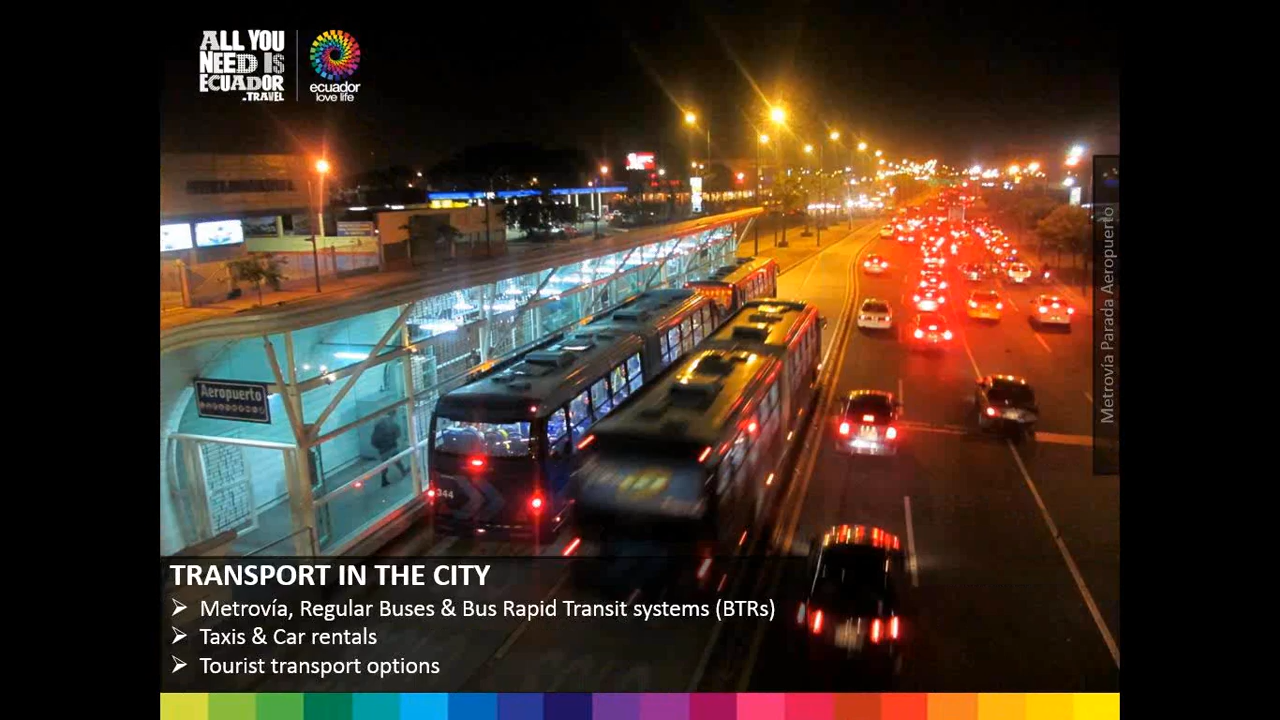 ALL YOU
NEED IS
ECUADOR
.TRAVEL
ecuador
love life
Aeropuerto
344
Metrovía Parada Aeropuerto
TRANSPORT IN THE CITY
➢ Metrovía, Regular Buses & Bus Rapid Transit systems (BTRs)
➢ Taxis & Car rentals
➢ Tourist transport options